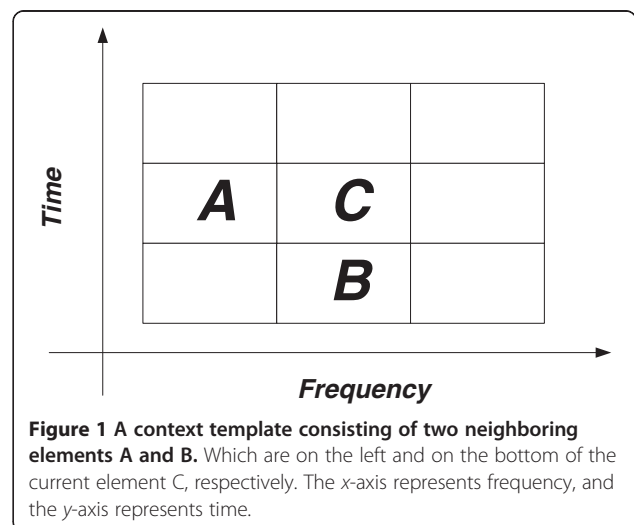 Time
A
C
B
Frequency
Figure 1 A context template consisting of two neighboring
elements A and B. Which are on the left and on the bottom of the
current element C, respectively. The x-axis represents frequency, and
the y-axis represents time.